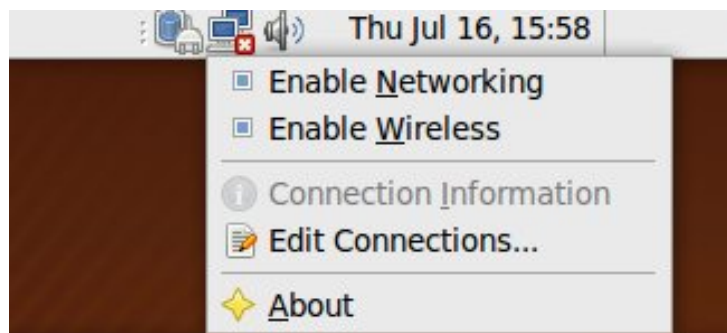 Thu Jul 16, 15:58
Enable Networking
Enable Wireless
Connection Information
Edit Connections...
About